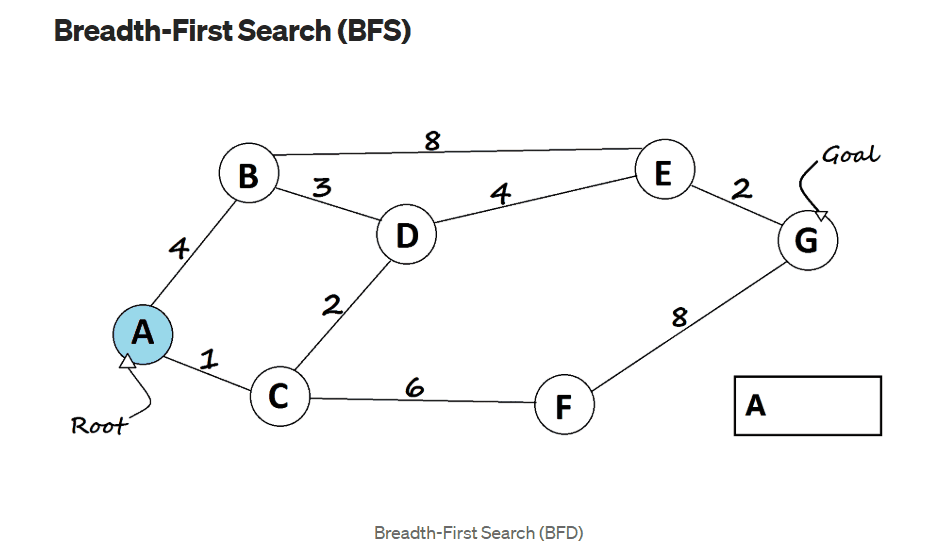 Breadth-First Search (BFS)
8
Goal
B
3
E
4
2
D
G
4
2
8
A
1
C
6
F
A
Root
Breadth-First Search (BFD)